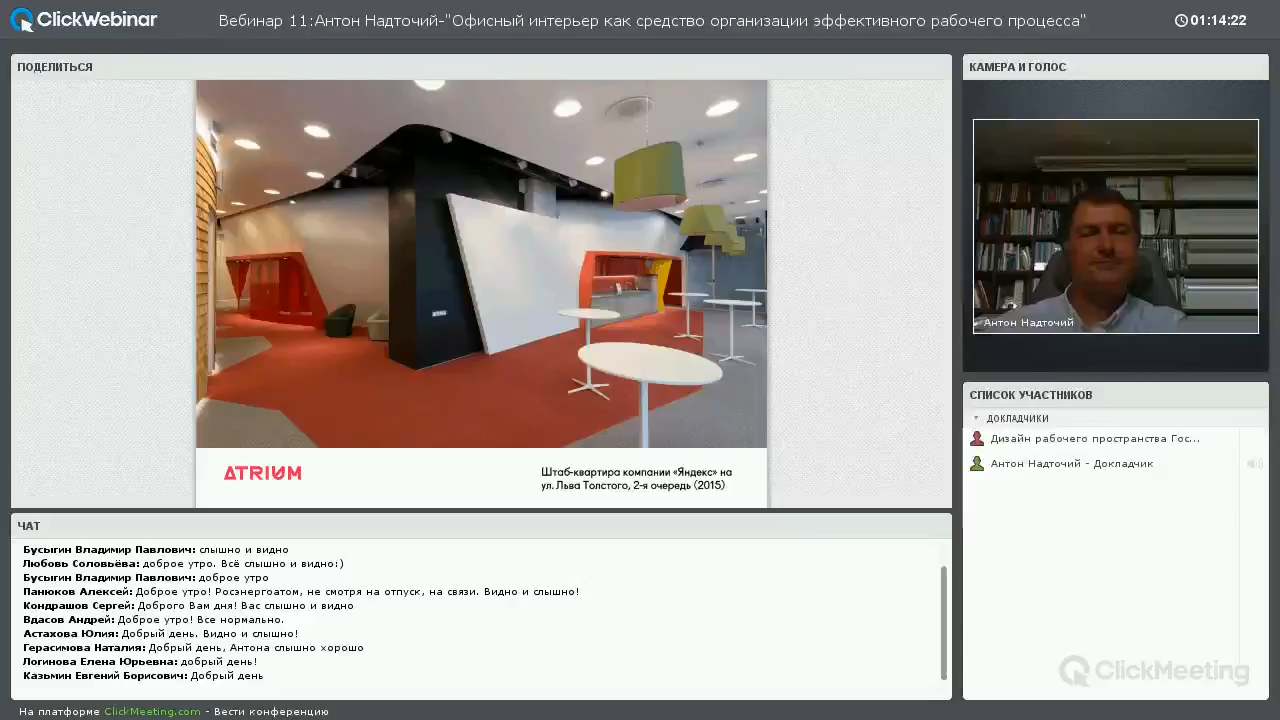 ClickWebinar
Вебинар 11:Антон Надточий-"Офисный интерьер как средство организации эффективного рабочего процесса"
01:14:22
ПОДЕЛИТЬСЯ
ATRIUM
Штаб-квартира компании «Яндекс» на
ул. Льва Толстого, 2-я очередь (2015)
КАМЕРА И ГОЛОС
Антон Надточий
СПИСОК УЧАСТНИКОВ
ДОКЛАДЧИКИ
Дизайн рабочего пространства Гос...
Антон Надточий - Докладчик
ClickMeeting
ЧАТ
Бусыгин Владимир Павлович: слышно и видно
Любовь Соловьёва: доброе утро. Всё слышно и видно:)
Бусыгин Владимир Павлович: доброе утро
Панюков Алексей: Доброе утро! Росэнергоатом, не смотря на отпуск, на связи. Видно и слышно!
Кондрашов Сергей: Доброго Вам дня! Вас слышно и видно
Вдасов Андрей: Доброе утро! Все нормально.
Астахова Юлия: Добрый день. Видно и слышно!
Герасимова Наталия: Добрый день, Антона слышно хорошо
Логинова Елена Юрьевна: добрый день!
Казьмин Евгений Борисович: Добрый день
На платформе ClickMeeting.com - Вести конференцию